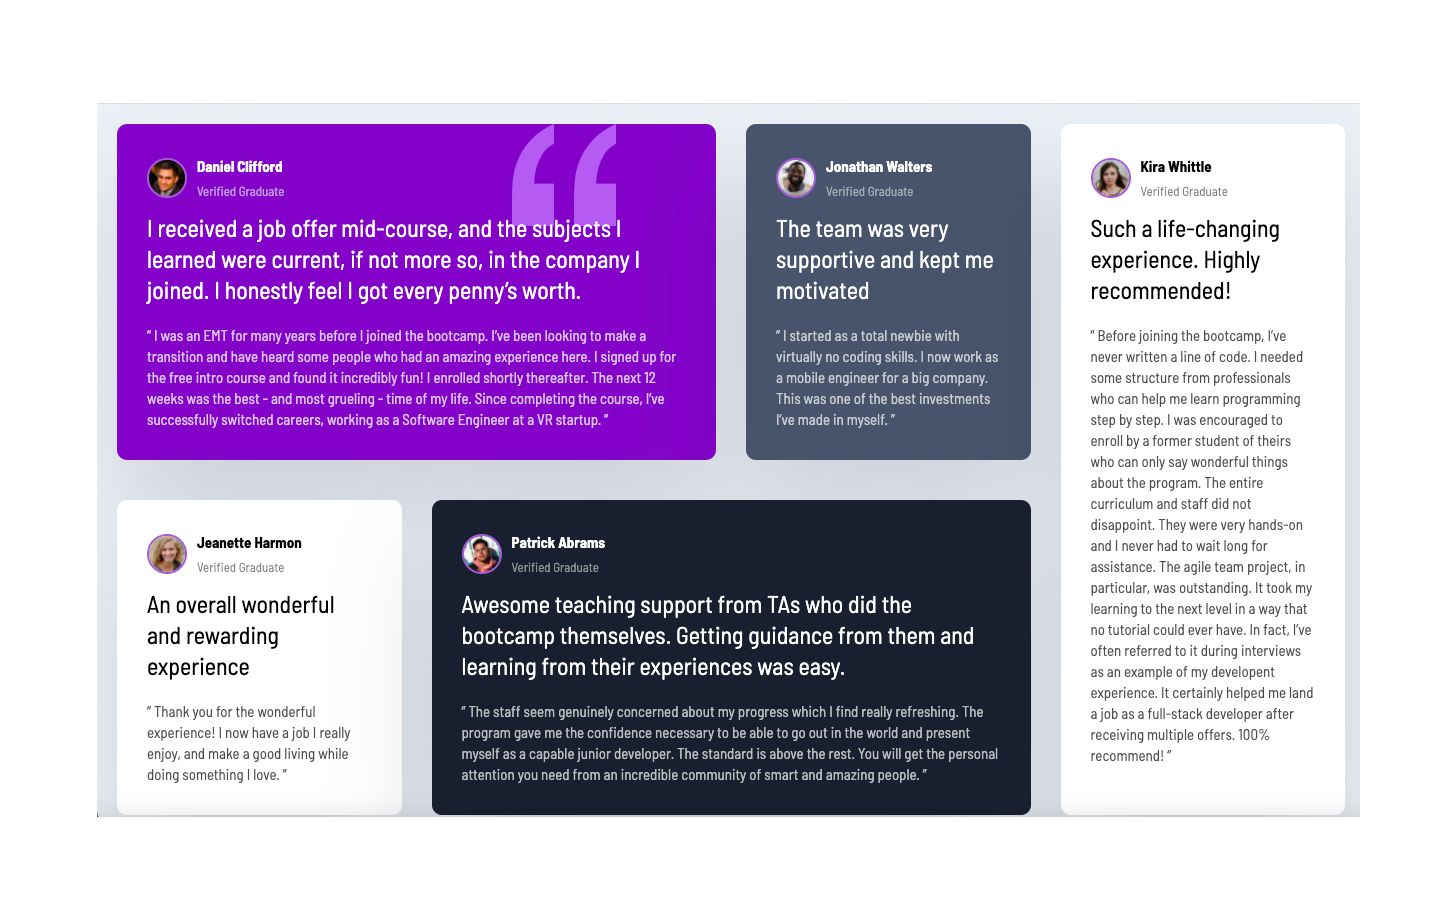 Daniel Clifford
Verified Graduate
I received a job offer mid-course, and the subjects I
learned were current, if not more so, in the company I
joined. I honestly feel I got every penny’s worth.
“ I was an EMT for many years before I joined the bootcamp. I’ve been looking to make a
transition and have heard some people who had an amazing experience here. I signed up for
the free intro course and found it incredibly fun! I enrolled shortly thereafter. The next 12
weeks was the best - and most grueling - time of my life. Since completing the course, I’ve
successfully switched careers, working as a Software Engineer at a VR startup. ”
Jonathan Walters
Verified Graduate
The team was very
supportive and kept me
motivated
“ I started as a total newbie with
virtually no coding skills. I now work as
a mobile engineer for a big company.
This was one of the best investments
I’ve made in myself. ”
Kira Whittle
Verified Graduate
Such a life-changing
experience. Highly
recommended!
“ Before joining the bootcamp, I’ve
never written a line of code. I needed
some structure from professionals
who can help me learn programming
step by step. I was encouraged to
enroll by a former student of theirs
who can only say wonderful things
about the program. The entire
curriculum and staff did not
disappoint. They were very hands-on
and I never had to wait long for
assistance. The agile team project, in
particular, was outstanding. It took my
learning to the next level in a way that
no tutorial could ever have. In fact, I’ve
often referred to it during interviews
as an example of my developent
experience. It certainly helped me land
a job as a full-stack developer after
receiving multiple offers. 100%
recommend! ”
Jeanette Harmon
Verified Graduate
An overall wonderful
and rewarding
experience
“ Thank you for the wonderful
experience! I now have a job I really
enjoy, and make a good living while
doing something I love. ”
Patrick Abrams
Verified Graduate
Awesome teaching support from TAs who did the
bootcamp themselves. Getting guidance from them and
learning from their experiences was easy.
“ The staff seem genuinely concerned about my progress which I find really refreshing. The
program gave me the confidence necessary to be able to go out in the world and present
myself as a capable junior developer. The standard is above the rest. You will get the personal
attention you need from an incredible community of smart and amazing people. ”